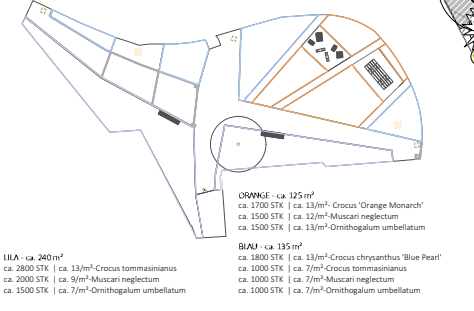 ORANGE - ca. 125 m²
ca. 1700 STK | ca. 13/m²- Crocus 'Orange Monarch'
ca. 1500 STK | ca. 12/m²-Muscari neglectum
ca. 1500 STK | ca. 13/m²-Ornithogalum umbellatum
BLAU - ca. 135 m²
ca. 1800 STK | ca. 13/m²-Crocus chrysanthus 'Blue Pearl'
ca. 1000 STK | ca. 7/m²-Crocus tommasinianus
ca. 1000 STK | ca. 7/m²-Muscari neglectum
ca. 1000 STK | ca. 7/m²-Ornithogalum umbellatum
LILA - ca. 240 m²
ca. 2800 STK | ca. 13/m²-Crocus tommasinianus
ca. 2000 STK | ca. 9/m²-Muscari neglectum
ca. 1500 STK | ca. 7/m²-Ornithogalum umbellatum